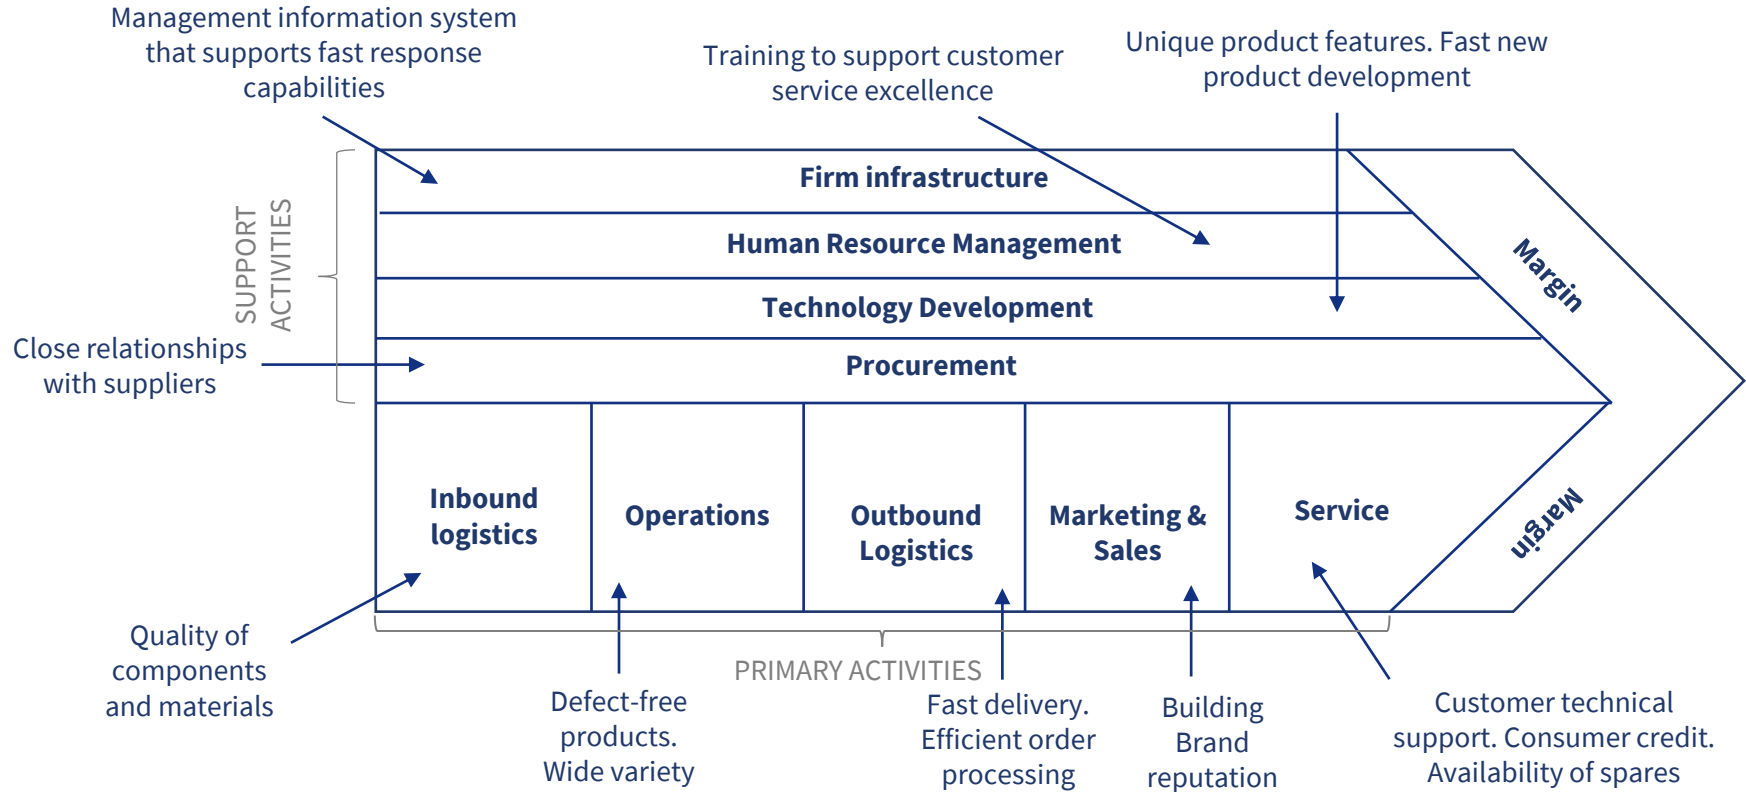 Management information system
that supports fast response
capabilities
Training to support customer
service excellence
Unique product features. Fast new
product development
SUPPORT
ACTIVITIES
Firm infrastructure
Human Resource Management
Technology Development
Procurement
Margin
Close relationships
with suppliers
Inbound
logistics
Operations
Outbound
Logistics
Marketing &
Sales
Service
Margin
Quality of
components
and materials
PRIMARY ACTIVITIES
Defect-free
products.
Wide variety
Fast delivery.
Efficient order
processing
Building
Brand
reputation
Customer technical
support. Consumer credit.
Availability of spares